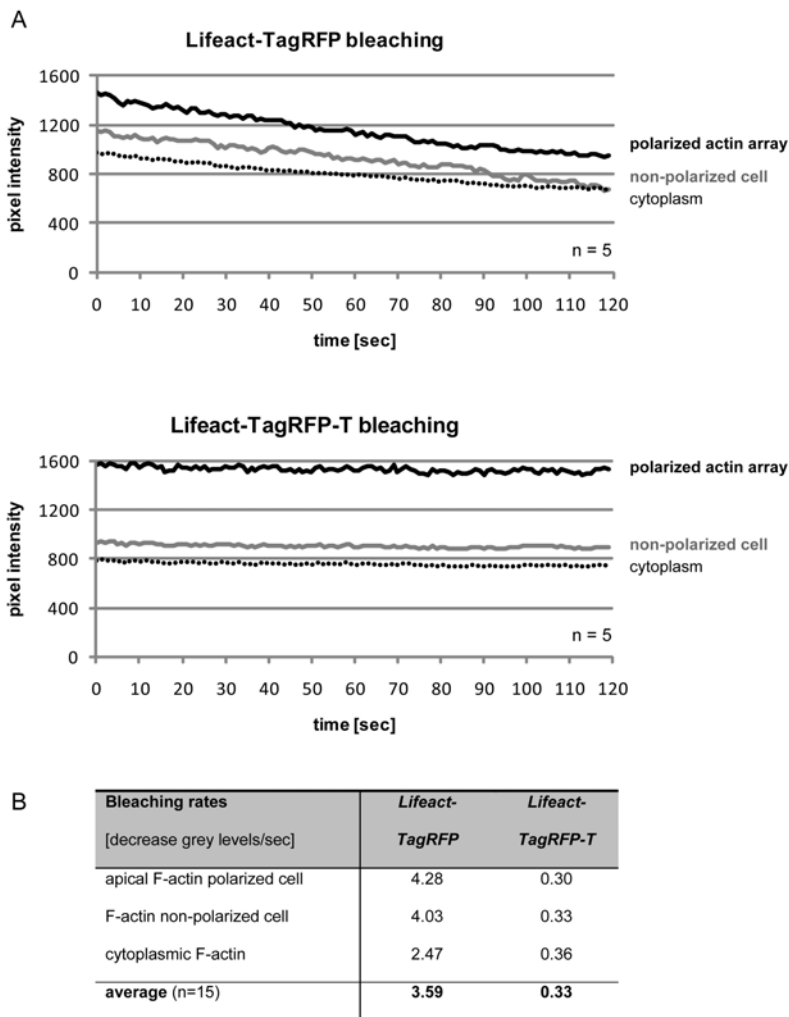 A
Lifeact-TagRFP bleaching
1600
1200
800
400
0
pixel intensity
polarized actin array
non-polarized cell
cytoplasm
n = 5
0 10 20 30 40 50 60 70 80 90 100 110 120
time [sec]
Lifeact-TagRFP-T bleaching
1600
1200
800
400
0
pixel intensity
polarized actin array
non-polarized cell
cytoplasm
n = 5
0 10 20 30 40 50 60 70 80 90 100 110 120
time [sec]
B
Bleaching rates Lifeact- Lifeact-
[decrease grey levels/sec] TagRFP TagRFP-T
apical F-actin polarized cell 4.28 0.30
F-actin non-polarized cell 4.03 0.33
cytoplasmic F-actin 2.47 0.36
average (n=15) 3.59 0.33